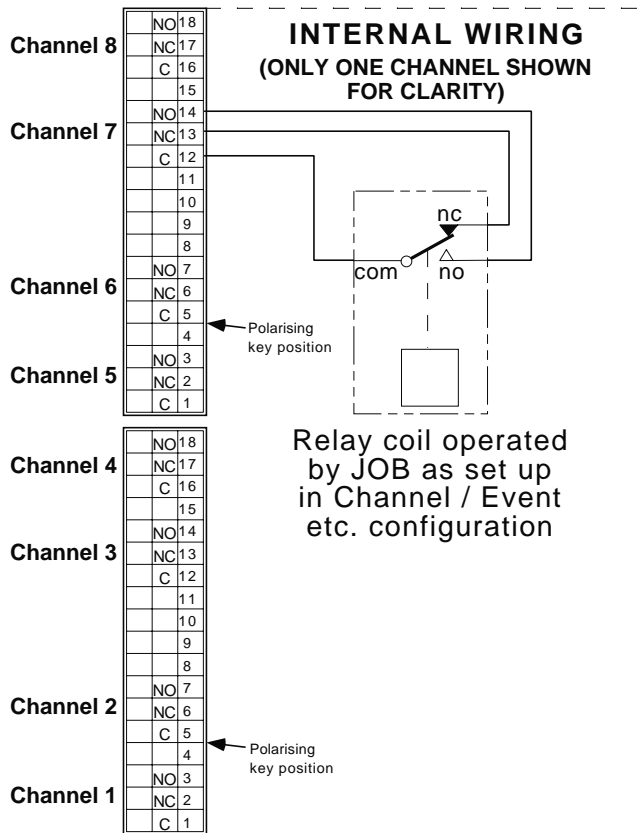 INTERNAL WIRING
(ONLY ONE CHANNEL SHOWN
FOR CLARITY)
Channel 8
NO 18
NC 17
C 16
15
Channel 7
NO 14
NC 13
C 12
11
10
9
8
Channel 6
NO 7
NC 6
C 5
4
Polarising
key position
Channel 5
NO 3
NC 2
C 1
nc
com
no
Relay coil operated
by JOB as set up
in Channel / Event
etc. configuration
Channel 4
NO 18
NC 17
C 16
15
Channel 3
NO 14
NC 13
C 12
11
10
9
8
Channel 2
NO 7
NC 6
C 5
4
Polarising
key position
Channel 1
NO 3
NC 2
C 1